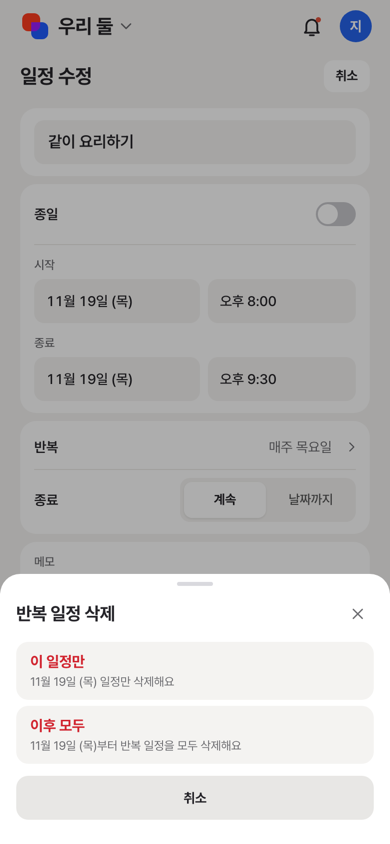 우리 둘
지
일정 수정
취소
같이 요리하기
종일
시작
11월 19일 (목)
오후 8:00
종료
11월 19일 (목)
오후 9:30
반복
매주 목요일
종료
계속
날짜까지
메모
반복 일정 삭제
이 일정만
11월 19일 (목) 일정만 삭제해요
이후 모두
11월 19일 (목)부터 반복 일정을 모두 삭제해요
취소